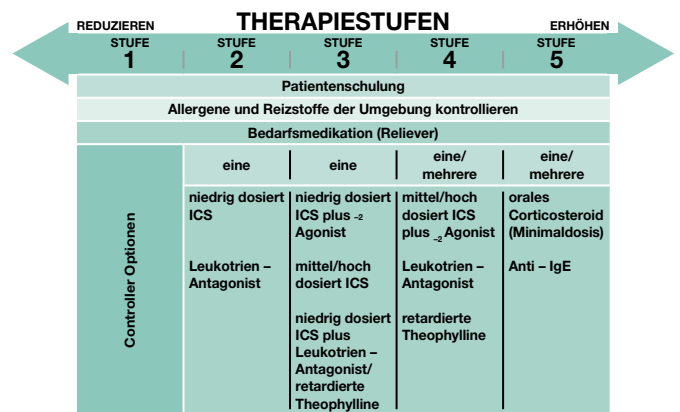 REDUZIEREN THERAPIESTUFEN ERHÖHEN
STUFE STUFE STUFE STUFE STUFE
1 2 3 4 5
Patientenschulung
Allergene und Reizstoffe der Umgebung kontrollieren
Bedarfsmedikation (Reliever)
Controller Optionen
eine
niedrig dosiert
ICS
Leukotrien –
Antagonist
eine
niedrig dosiert
ICS plus –2
Agonist
mittel/hoch
dosiert ICS
niedrig dosiert
ICS plus
Leukotrien –
Antagonist/
retardierte
Theophylline
eine/
mehrere
mittel/hoch
dosiert ICS
plus –2 Agonist
Leukotrien –
Antagonist
retardierte
Theophylline
eine/
mehrere
orales
Corticosteroid
(Minimaldosis)
Anti – IgE